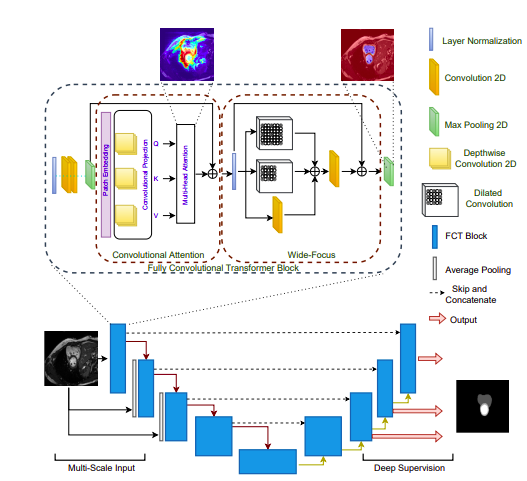 Layer Normalization
Convolution 2D
Max Pooling 2D
Depthwise
Convolution 2D
Dilated
Convolution
FCT Block
Average Pooling
Skip and
Concatenate
Output
Patch Embedding
Convolutional Projection
Q
K
V
Multi-Head Attention
Convolutional Attention
Wide-Focus
Fully Convolutional Transformer Block
Multi-Scale Input
Deep Supervision